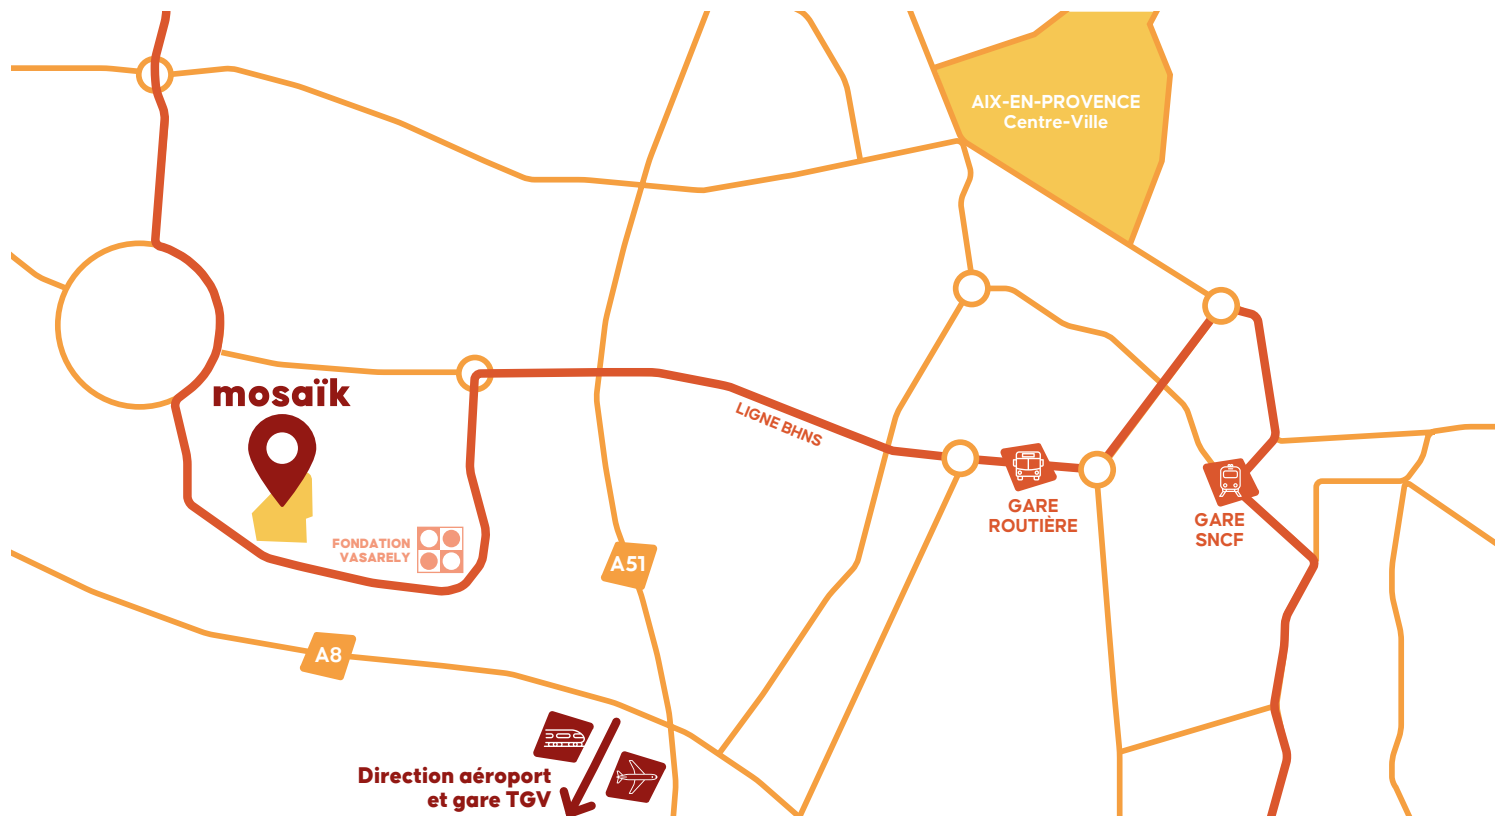 AIX-EN-PROVENCE
Centre-Ville
mosaïk
LIGNE BHNS
GARE
ROUTIÈRE
GARE
SNCF
FONDATION
VASARELY
A51
A8
Direction aéroport
et gare TGV